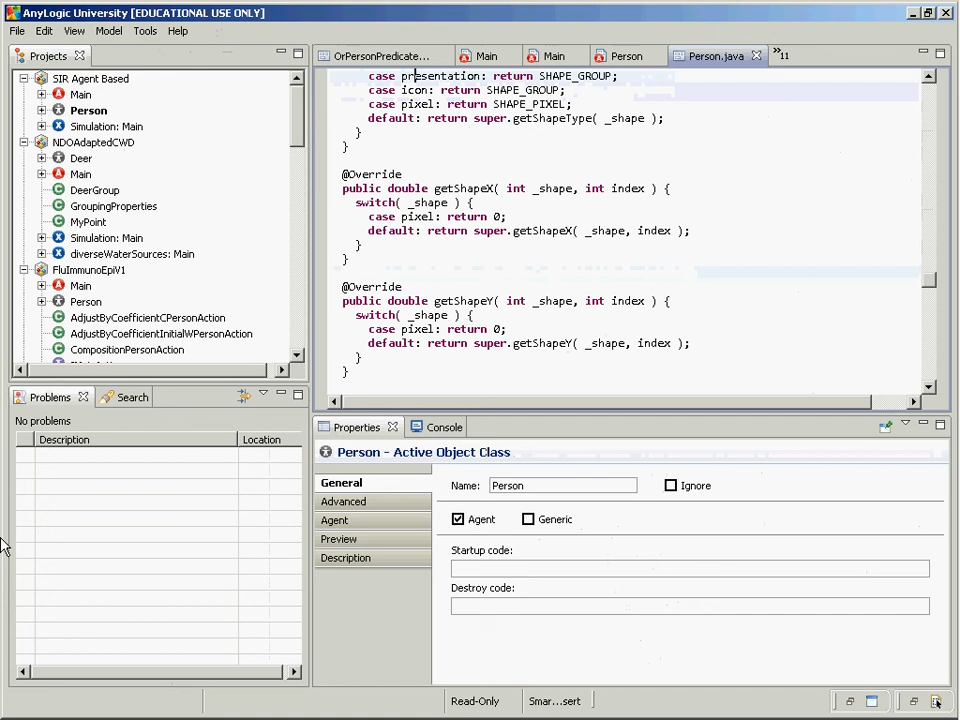 AnyLogic University [EDUCATIONAL USE ONLY]
File Edit View Model Tools Help
Projects
SIR Agent Based
Main
Person
Simulation: Main
NDOAdaptedCWD
Deer
Main
DeerGroup
GroupingProperties
MyPoint
Simulation: Main
diverseWaterSources: Main
FluImmunoEpiV1
Main
Person
AdjustByCoefficientCPersonAction
AdjustByCoefficientInitialWPersonAction
CompositionPersonAction
Problems Search
No problems
Description Location
OrPersonPredicate... Main Main Person Person.java »11
case presentation: return SHAPE_GROUP;
case icon: return SHAPE_GROUP;
case pixel: return SHAPE_PIXEL;
default: return super.getShapeType( _shape );
}
}
@Override
public double getShapeX( int _shape, int index ) {
switch( _shape ) {
case pixel: return 0;
default: return super.getShapeX( _shape, index );
}
}
@Override
public double getShapeY( int _shape, int index ) {
switch( _shape ) {
case pixel: return 0;
default: return super.getShapeY( _shape, index );
}
}
Properties Console
Person - Active Object Class
General
Advanced
Agent
Preview
Description
Name: Person Ignore
Agent Generic
Startup code:
Destroy code:
Read-Only Smar...sert